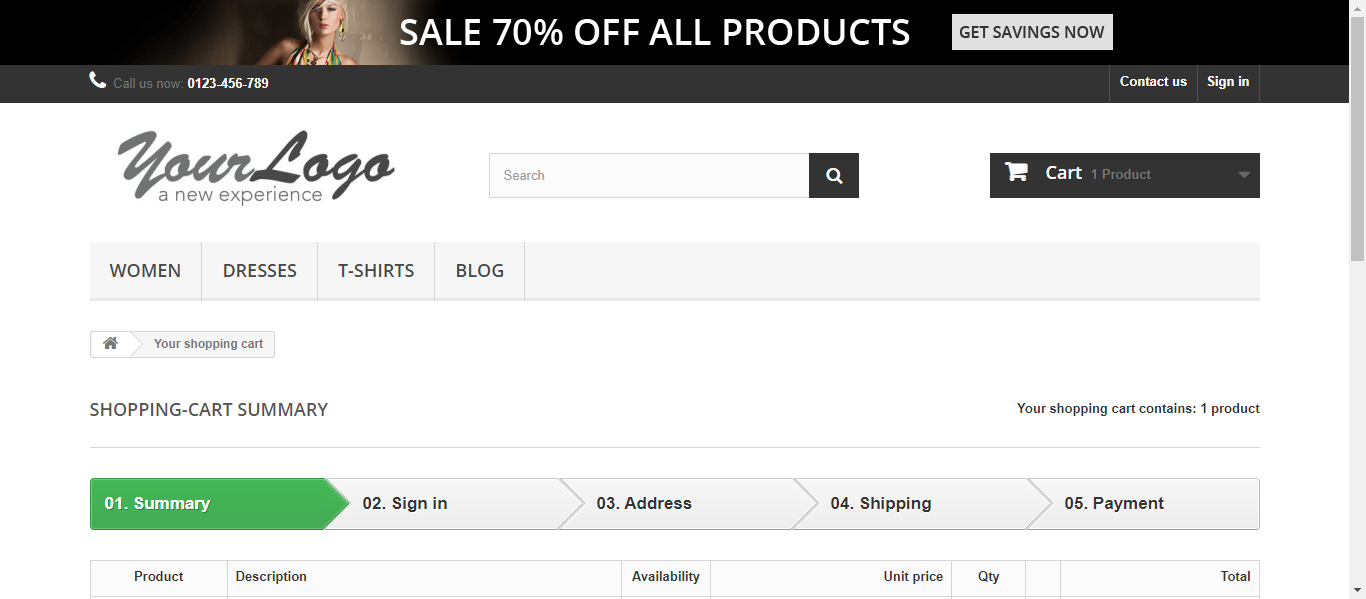 SALE 70% OFF ALL PRODUCTS GET SAVINGS NOW
Call us now: 0123-456-789 Contact us Sign in
YourLogo
a new experience
Search
Cart 1 Product
WOMEN DRESSES T-SHIRTS BLOG
Your shopping cart
SHOPPING-CART SUMMARY Your shopping cart contains: 1 product
01. Summary 02. Sign in 03. Address 04. Shipping 05. Payment
Product Description Availability Unit price Qty Total